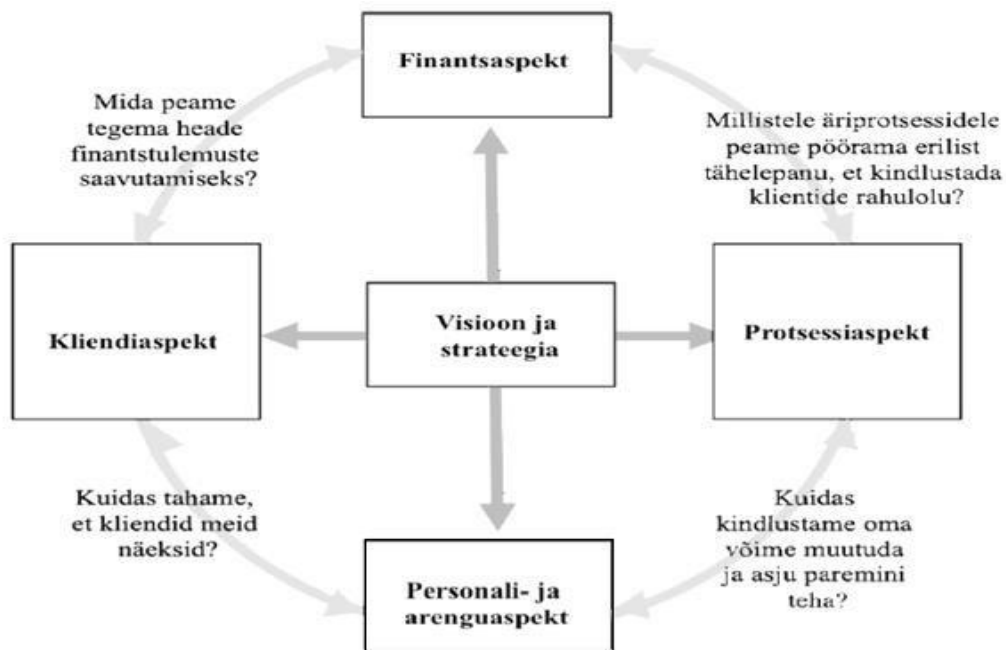 Finantsaspekt
Mida peame
tegema heade
finantstulemuste
saavutamiseks?
Millistele äriprotsessidele
peame pöörama erilist
tähelepanu, et kindlustada
klientide rahulolu?
Kliendiaspekt
Visioon ja
strateegia
Protsessiaspekt
Kuidas tahame,
et kliendid meid
näeksid?
Kuidas
kindlustame oma
võime muutuda
ja asju paremini
teha?
Personali- ja
arenguaspekt